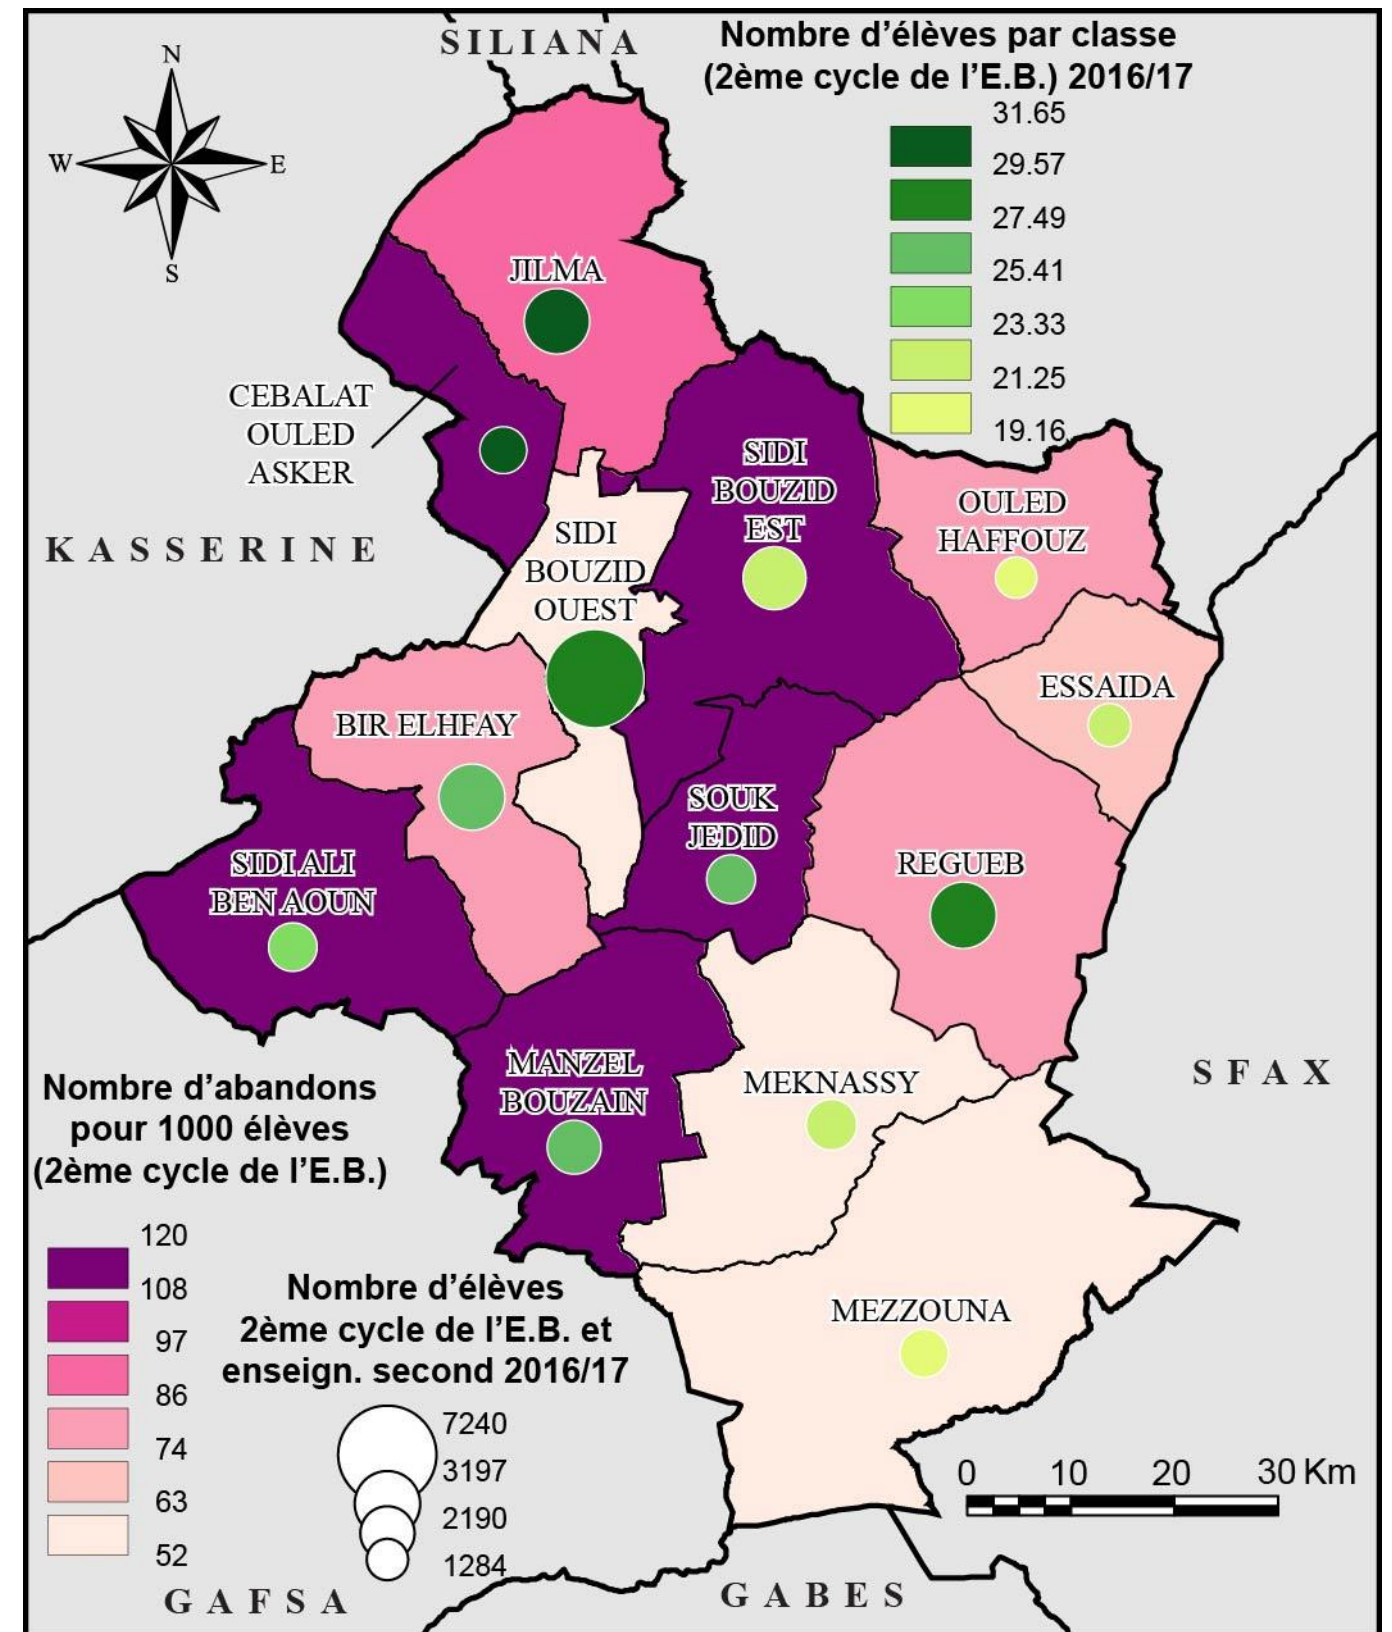 SILIANA
Nombre d’élèves par classe
(2ème cycle de l’E.B.) 2016/17
31.65
29.57
27.49
25.41
23.33
21.25
19.16
N
W
E
S
JILMA
CEBALAT
OULED
ASKER
SIDI
BOUZID
EST
OULED
HAFFOUZ
KASSERINE
SIDI
BOUZID
OUEST
ESSAIDA
BIR ELHFAY
SOUK
JEDID
REGUEB
SIDI ALI
BEN AOUN
MANZEL
BOUZAIN
MEKNASSY
SFAX
MEZZOUNA
Nombre d’abandons
pour 1000 élèves
(2ème cycle de l’E.B.)
120
108
97
86
74
63
52
Nombre d’élèves
2ème cycle de l’E.B. et
enseign. second 2016/17
7240
3197
2190
1284
0 10 20 30 Km
GAFSA
GABES